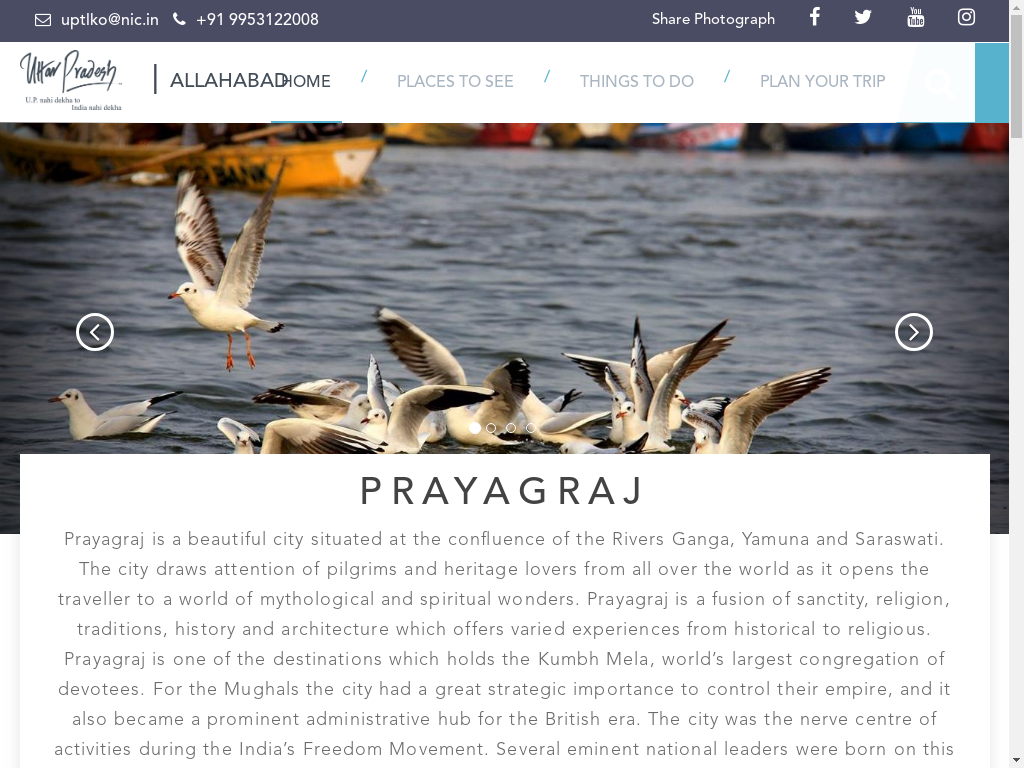 uptlko@nic.in +91 9953122008 Share Photograph You Tube
Uttar Pradesh
U.P. nahi dekha to
India nahi dekha
ALLAHABAD HOME / PLACES TO SEE / THINGS TO DO / PLAN YOUR TRIP
BANK
PRAYAGRAJ
Prayagraj is a beautiful city situated at the confluence of the Rivers Ganga, Yamuna and Saraswati.
The city draws attention of pilgrims and heritage lovers from all over the world as it opens the
traveller to a world of mythological and spiritual wonders. Prayagraj is a fusion of sanctity, religion,
traditions, history and architecture which offers varied experiences from historical to religious.
Prayagraj is one of the destinations which holds the Kumbh Mela, world’s largest congregation of
devotees. For the Mughals the city had a great strategic importance to control their empire, and it
also became a prominent administrative hub for the British era. The city was the nerve centre of
activities during the India’s Freedom Movement. Several eminent national leaders were born on this